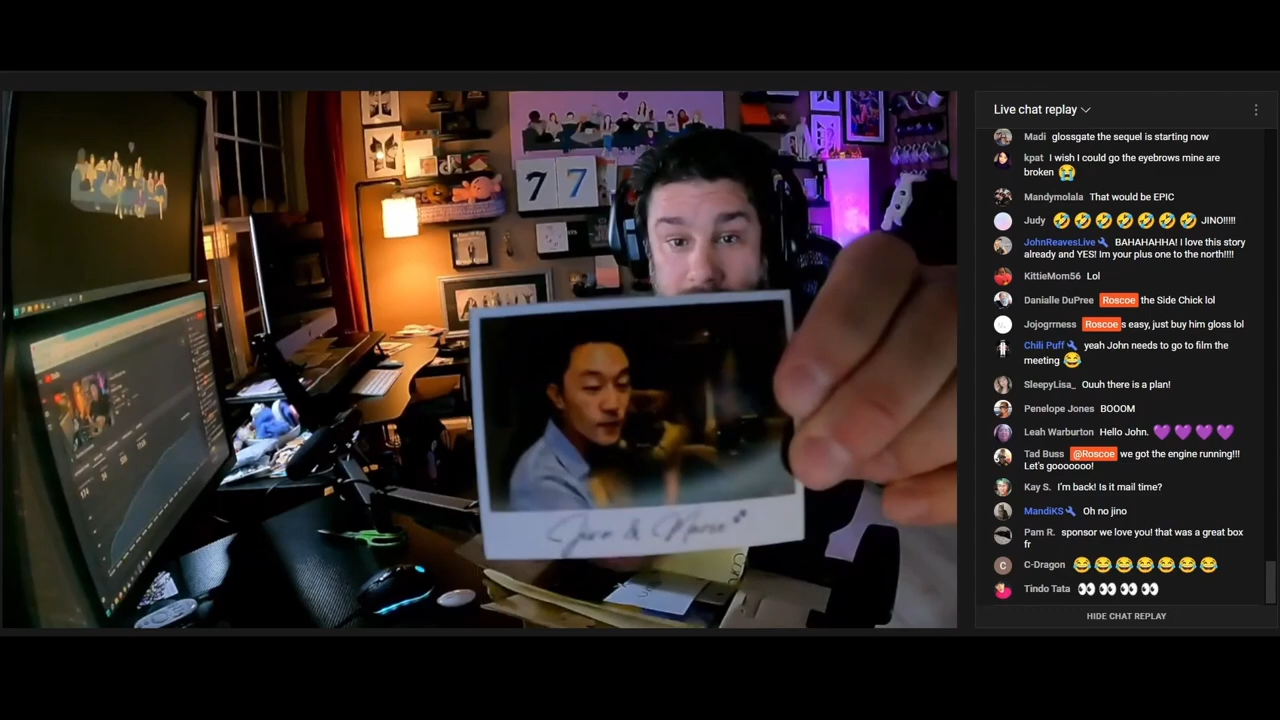 Live chat replay
Madi glossgate the sequel is starting now
kpat I wish I could go the eyebrows mine are
broken 😭
Mandymolala That would be EPIC
Judy 🤣🤣🤣🤣🤣🤣🤣 JINO!!!!!
JohnReavesLive🔧 BAHAHAHHA! I love this story
already and YES! Im your plus one to the north!!!!
KittieMom56 Lol
Danialle DuPree Roscoe the Side Chick lol
Jojogrrness Roscoes easy, just buy him gloss lol
Chili Puff🔧 yeah John needs to go to film the
meeting 😂
SleepyLisa_ Ouuh there is a plan!
Penelope Jones BOOOM
Leah Warburton Hello John. 💜💜💜💜
Tad Buss @Roscoe we got the engine running!!!
Let's gooooooo!
Kay S. I'm back! Is it mail time?
MandiKS🔧 Oh no jino
Pam R. sponsor we love you! that was a great box
fr
C C-Dragon 😂😂😂😂😂😂😂
Tindo Tata 👀👀👀👀
HIDE CHAT REPLAY
77